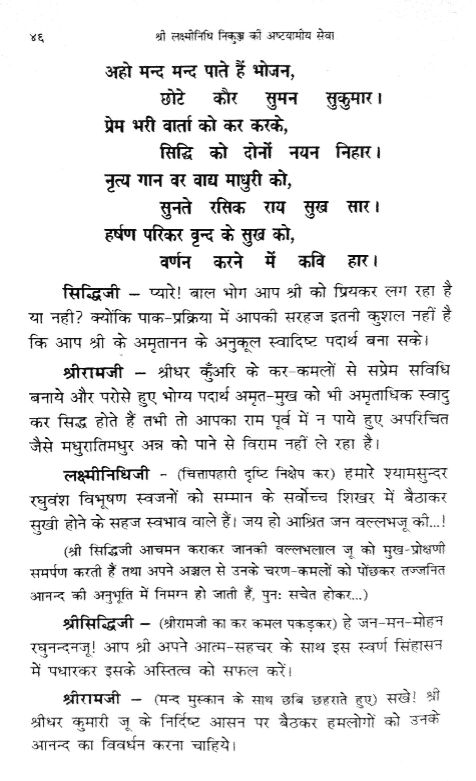 ४६ श्री लक्ष्मीनिधि निकुञ्ज की अष्टयामीय सेवा
अहो मन्द मन्द पाते हैं भोजन,
छोटे कौर सुमन सुकुमार।
प्रेम भरी वार्ता को कर करके,
सिद्धि को दोनों नयन निहार।
नृत्य गान वर वाद्य माधुरी को,
सुनते रसिक राय सुख सार।
हर्षण परिकर वृन्द के सुख को,
वर्णन करने में कवि हार।
सिद्धिजी – प्यारे! बाल भोग आप श्री को प्रियकर लग रहा है
या नही? क्योंकि पाक-प्रक्रिया में आपकी सरहज इतनी कुशल नहीं है
कि आप श्री के अमृतानन के अनुकूल स्वादिष्ट पदार्थ बना सके।
श्रीरामजी – श्रीधर कुँअरि के कर-कमलों से सप्रेम सविधि
बनाये और परोसे हुए भोग्य पदार्थ अमृत-मुख को भी अमृताधिक स्वादु
कर सिद्ध होते हैं तभी तो आपका राम पूर्व में न पाये हुए अपरिचित
जैसे मधुरातिमधुर अन्न को पाने से विराम नहीं ले रहा है।
लक्ष्मीनिधिजी – (चित्तापहारी दृष्टि निक्षेप कर) हमारे श्यामसुन्दर
रघुवंश विभूषण स्वजनों को सम्मान के सर्वोच्च शिखर में बैठाकर
सुखी होने के सहज स्वभाव वाले हैं। जय हो आश्रित जन वल्लभजू की...!
(श्री सिद्धिजी आचमन कराकर जानकी वल्लभलाल जू को मुख-प्रोक्षणी
समर्पण करती हैं तथा अपने अञ्चल से उनके चरण-कमलों को पोंछकर तज्जनित
आनन्द की अनुभूति में निमग्न हो जाती हैं, पुनः सचेत होकर...)
श्रीसिद्धिजी – (श्रीरामजी का कर कमल पकड़कर) हे जन-मन-मोहन
रघुनन्दनजू! आप श्री अपने आत्म-सहचर के साथ इस स्वर्ण सिंहासन
में पधारकर इसके अस्तित्व को सफल करें।
श्रीरामजी – (मन्द मुस्कान के साथ छबि छहराते हुए) सखे! श्री
श्रीधर कुमारी जू के निर्दिष्ट आसन पर बैठकर हमलोगों को उनके
आनन्द का विवर्धन करना चाहिये।